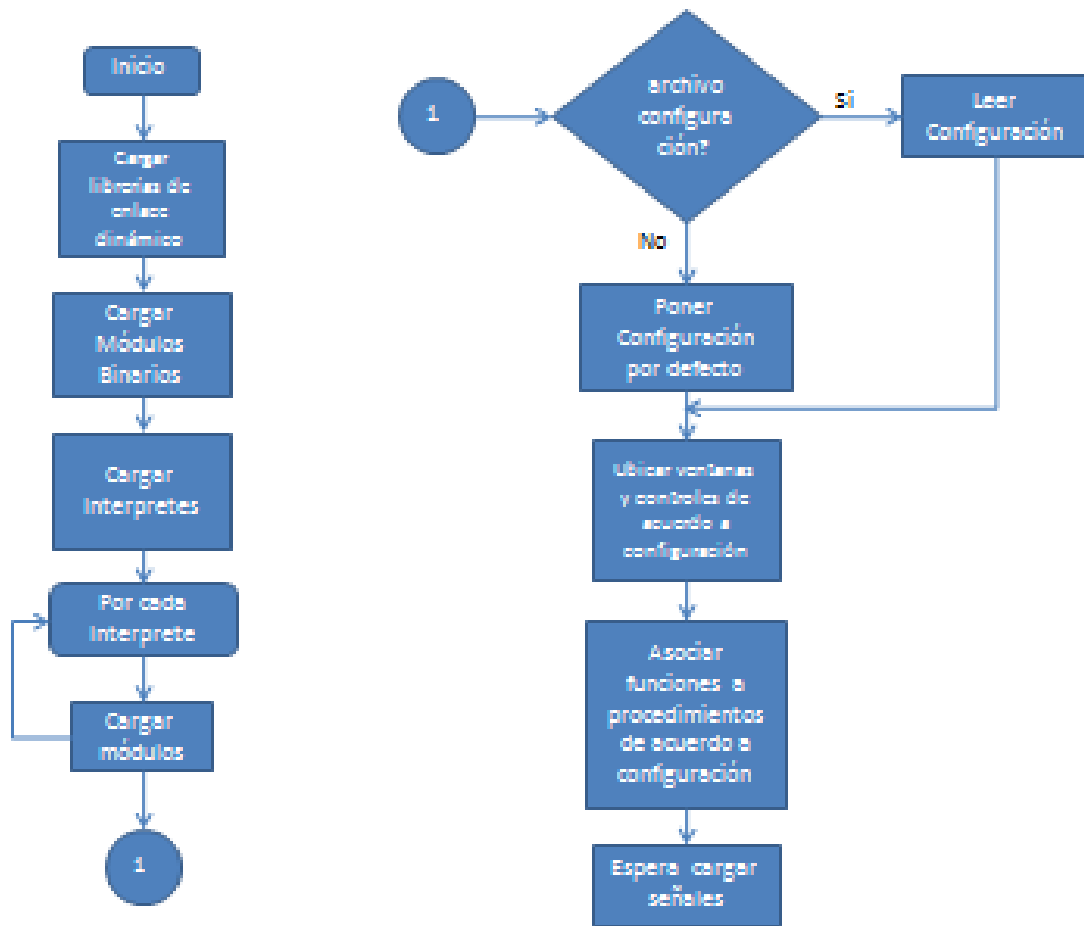 Inicio
Cargar
librerías de
enlace
dinámico
Cargar
Módulos
Binarios
Cargar
Interpretes
Por cada
Interprete
Cargar
módulos
1
1
archivo
configura
ción?
Si
Leer
Configuración
No
Poner
Configuración
por defecto
Ubicar ventanas
y controles de
acuerdo a
configuración
Asociar
funciones a
procedimientos
de acuerdo a
configuración
Espera cargar
señales